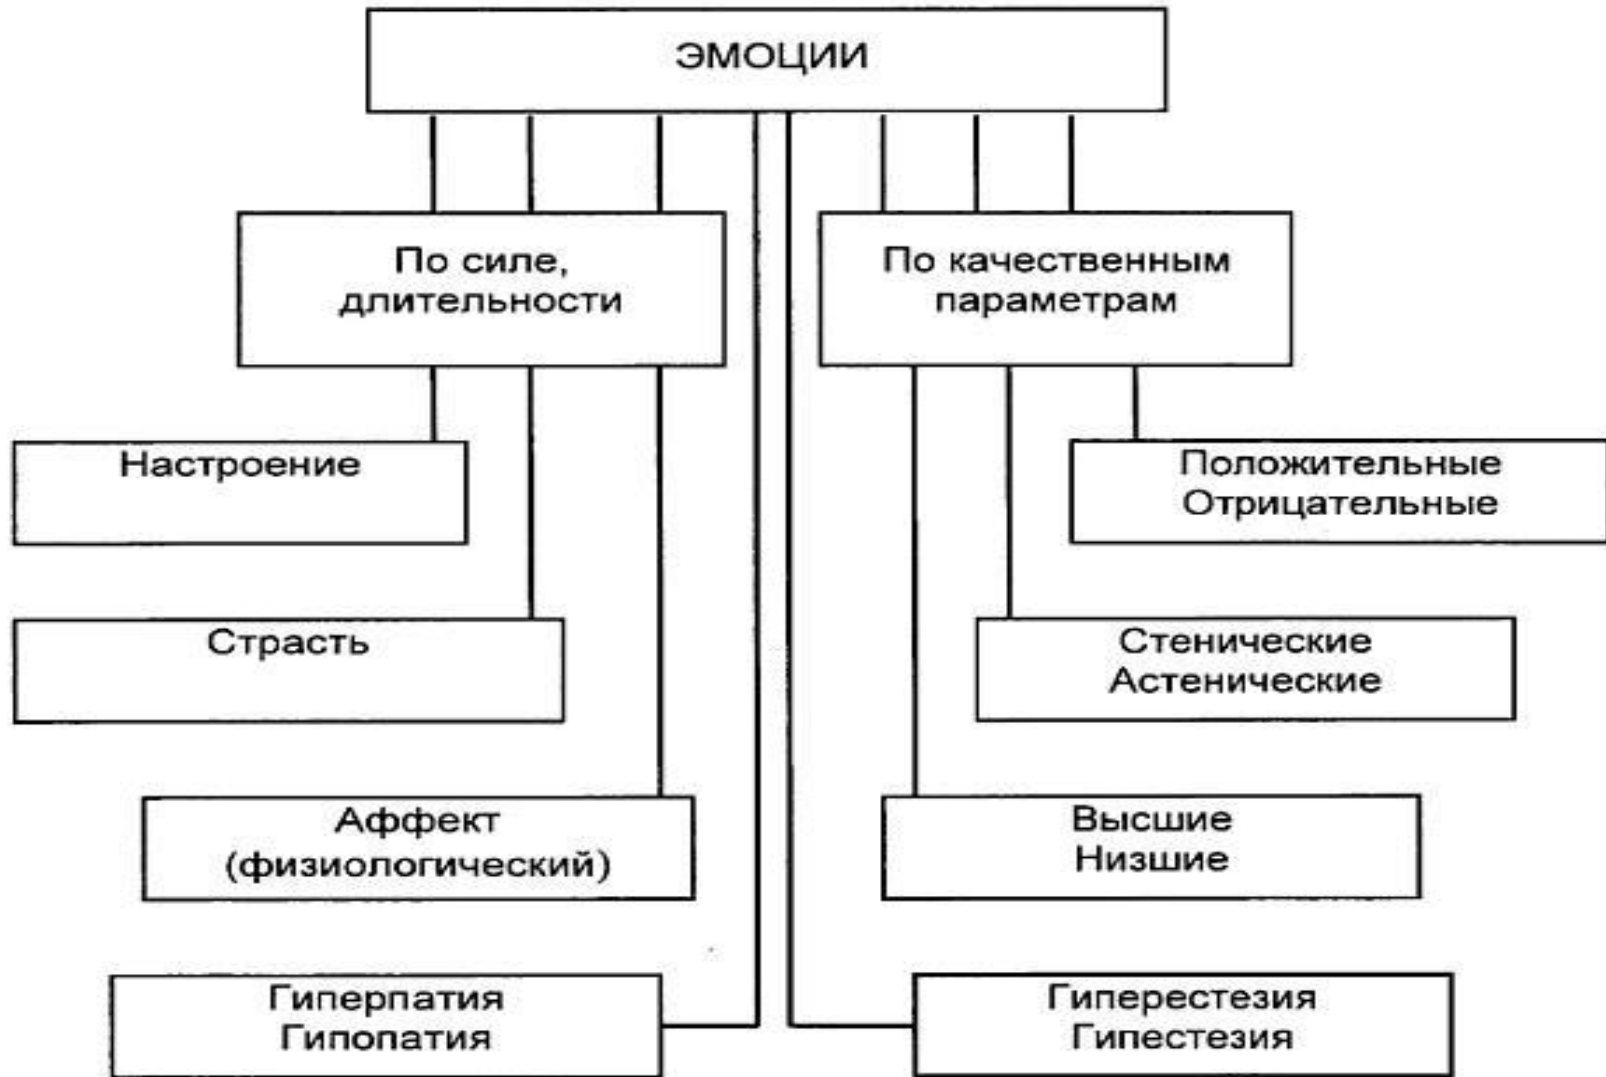 ЭМОЦИИ
По силе,
длительности
По качественным
параметрам
Настроение
Положительные
Отрицательные
Страсть
Стенические
Астенические
Аффект
(физиологический)
Высшие
Низшие
Гиперпатия
Гипопатия
Гиперестезия
Гипестезия